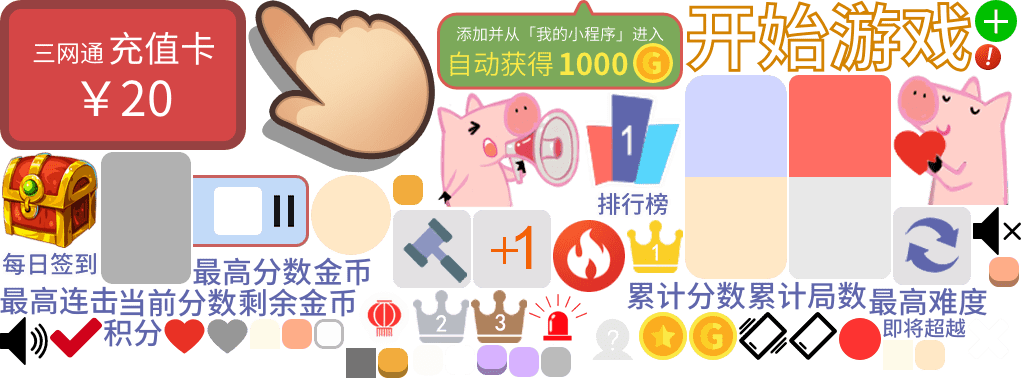 三网通 充值卡
￥20
添加并从「我的小程序」进入
自动获得 1000 G
开始游戏
!
1
排行榜
每日签到
+1
1
最高分数金币
最高连击当前分数剩余金币
累计分数累计局数最高难度
积分
2
3
?
G
即将超越